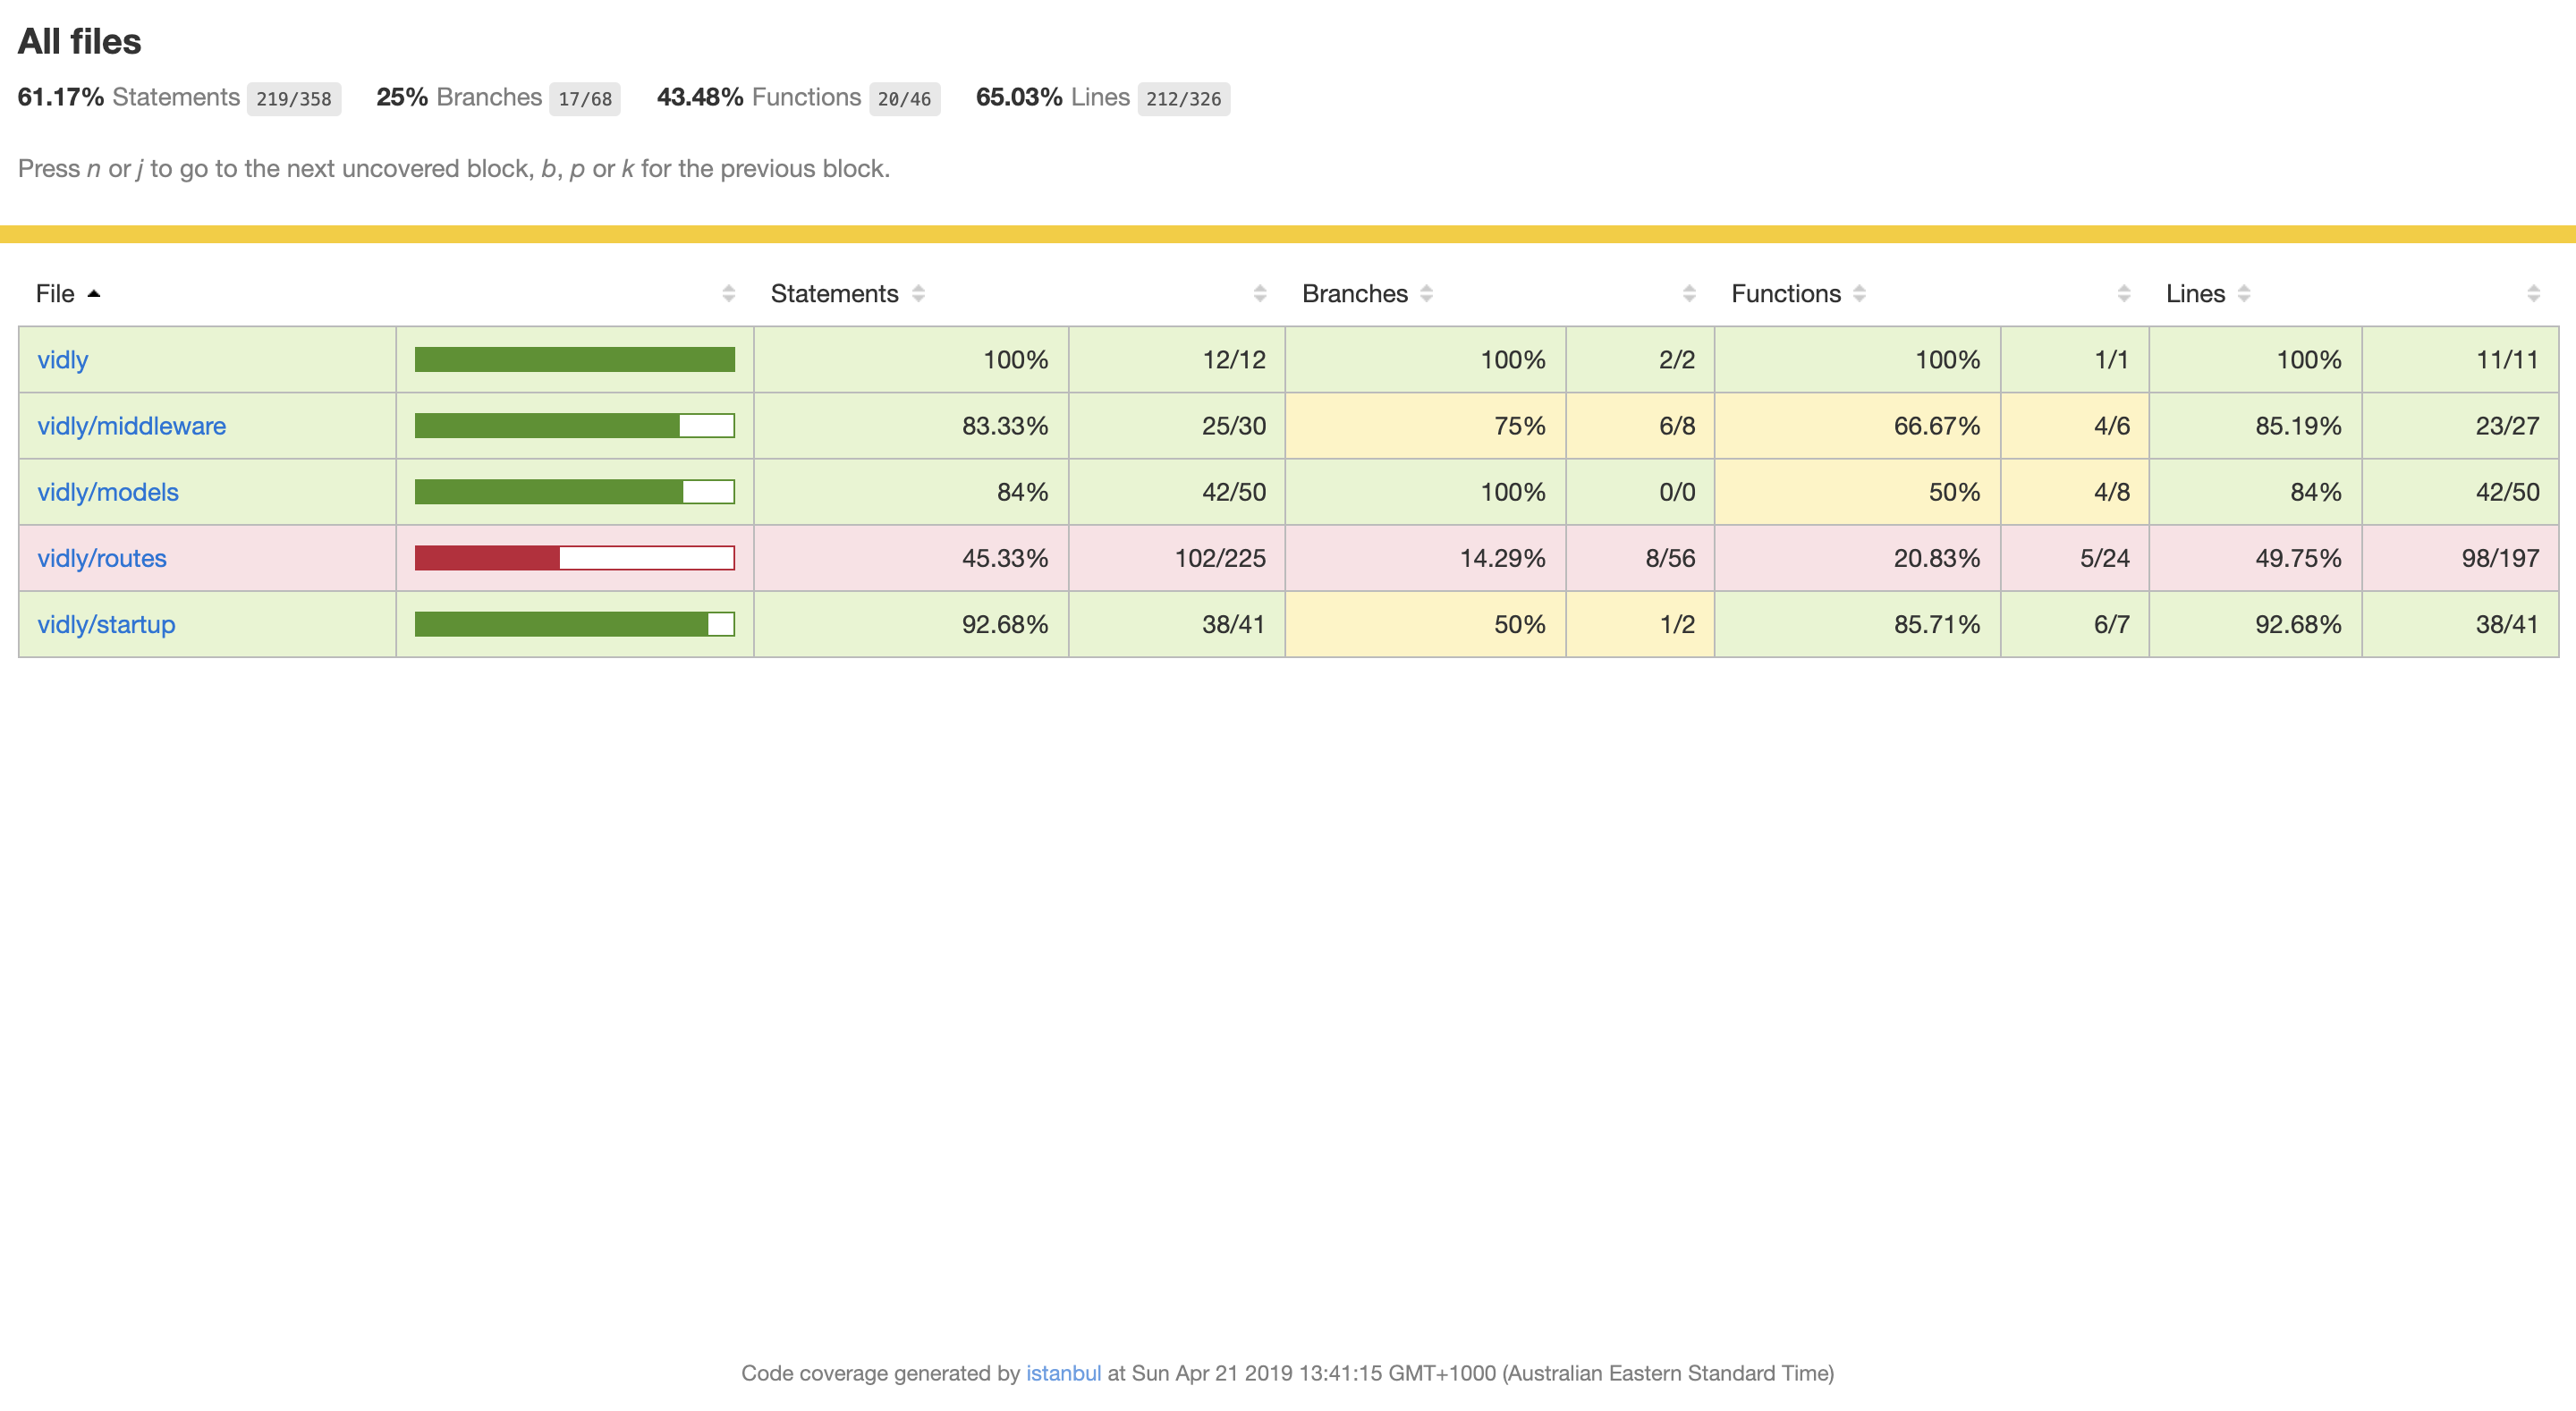 All files
61.17% Statements 219/358 25% Branches 17/68 43.48% Functions 20/46 65.03% Lines 212/326
Press n or j to go to the next uncovered block, b, p or k for the previous block.
File Statements Branches Functions Lines
vidly 100% 12/12 100% 2/2 100% 1/1 100% 11/11
vidly/middleware 83.33% 25/30 75% 6/8 66.67% 4/6 85.19% 23/27
vidly/models 84% 42/50 100% 0/0 50% 4/8 84% 42/50
vidly/routes 45.33% 102/225 14.29% 8/56 20.83% 5/24 49.75% 98/197
vidly/startup 92.68% 38/41 50% 1/2 85.71% 6/7 92.68% 38/41
Code coverage generated by istanbul at Sun Apr 21 2019 13:41:15 GMT+1000 (Australian Eastern Standard Time)